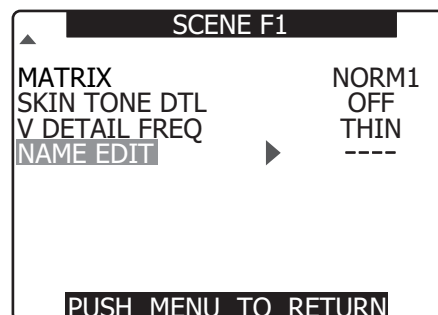 SCENE F1
MATRIX NORM1
SKIN TONE DTL OFF
V DETAIL FREQ THIN
NAME EDIT ----
PUSH MENU TO RETURN